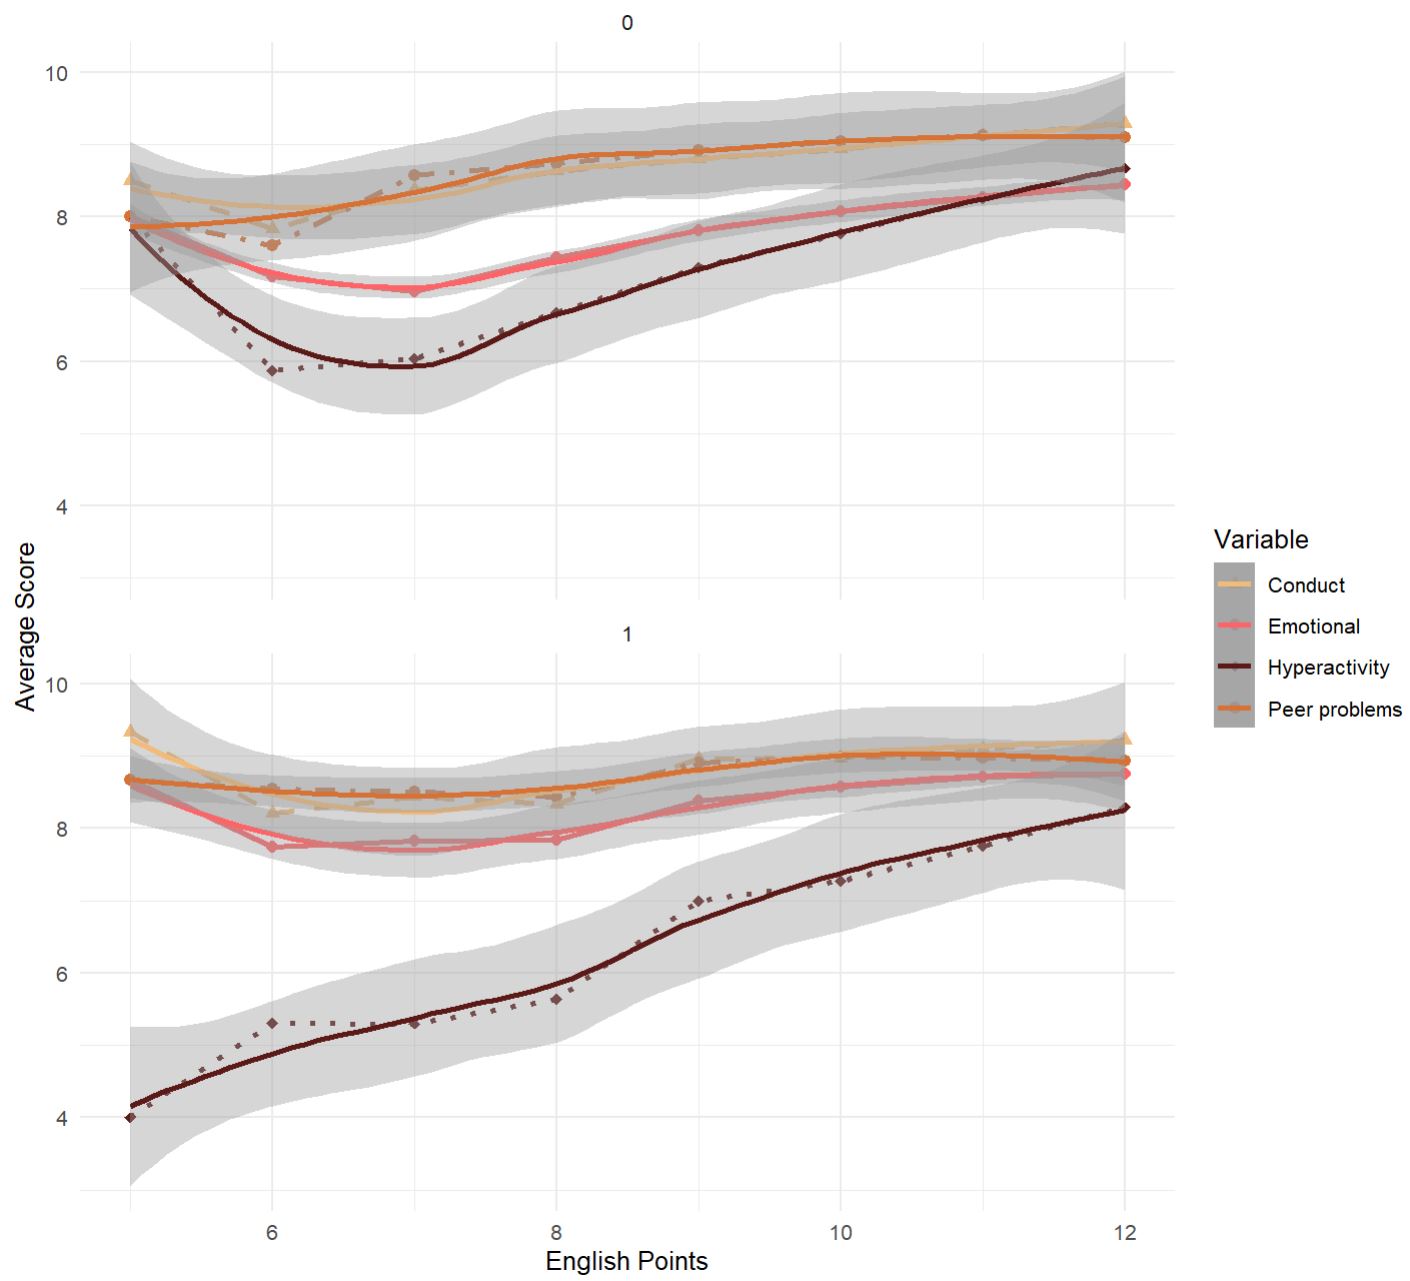 0
10
8
6
4
Average Score
1
10
8
6
4
6 8 10 12
English Points
Variable
Conduct
Emotional
Hyperactivity
Peer problems